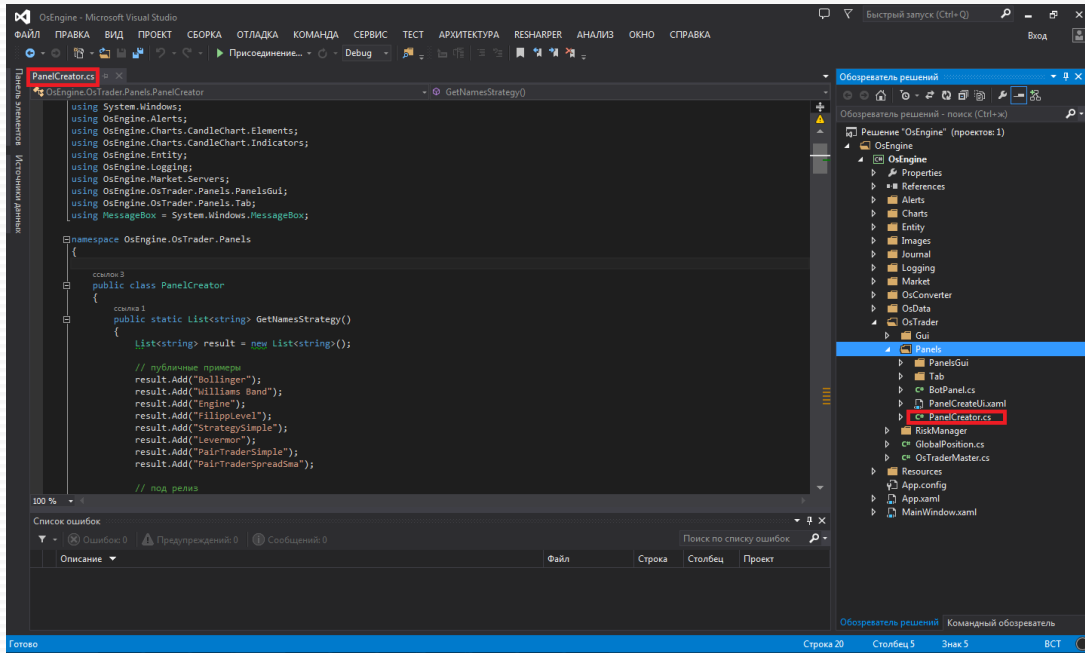 OsEngine - Microsoft Visual Studio
Быстрый запуск (Ctrl+Q)
ФАЙЛ ПРАВКА ВИД ПРОЕКТ СБОРКА ОТЛАДКА КОМАНДА СЕРВИС ТЕСТ АРХИТЕКТУРА RESHARPER АНАЛИЗ ОКНО СПРАВКА
Вход
Присоединение...
Debug
Панель элементов
Источники данных
PanelCreator.cs
OsEngine.OsTrader.Panels.PanelCreator
GetNamesStrategy()
using System.Windows;
using OsEngine.Alerts;
using OsEngine.Charts.CandleChart.Elements;
using OsEngine.Charts.CandleChart.Indicators;
using OsEngine.Entity;
using OsEngine.Logging;
using OsEngine.Market.Servers;
using OsEngine.OsTrader.Panels.PanelsGui;
using OsEngine.OsTrader.Panels.Tab;
using MessageBox = System.Windows.MessageBox;
namespace OsEngine.OsTrader.Panels
{
ссылок 3
public class PanelCreator
{
ссылка 1
public static List<string> GetNamesStrategy()
{
List<string> result = new List<string>();
// публичные примеры
result.Add("Bollinger");
result.Add("Williams Band");
result.Add("Engine");
result.Add("FilippLevel");
result.Add("StrategySimple");
result.Add("Levermor");
result.Add("PairTraderSimple");
result.Add("PairTraderSpreadSma");
// под релиз
100 %
Список ошибок
Ошибок: 0
Предупреждений: 0
Сообщений: 0
Поиск по списку ошибок
Описание
Файл
Строка
Столбец
Проект
Обозреватель решений
Обозреватель решений - поиск (Ctrl+ж)
Решение "OsEngine" (проектов: 1)
OsEngine
OsEngine
Properties
References
Alerts
Charts
Entity
Images
Journal
Logging
Market
OsConverter
OsData
OsTrader
Gui
Panels
PanelsGui
Tab
BotPanel.cs
PanelCreateUi.xaml
PanelCreator.cs
RiskManager
GlobalPosition.cs
OsTraderMaster.cs
Resources
App.config
App.xaml
MainWindow.xaml
Обозреватель решений
Командный обозреватель
Готово
Строка 20
Столбец 5
Знак 5
ВСТ